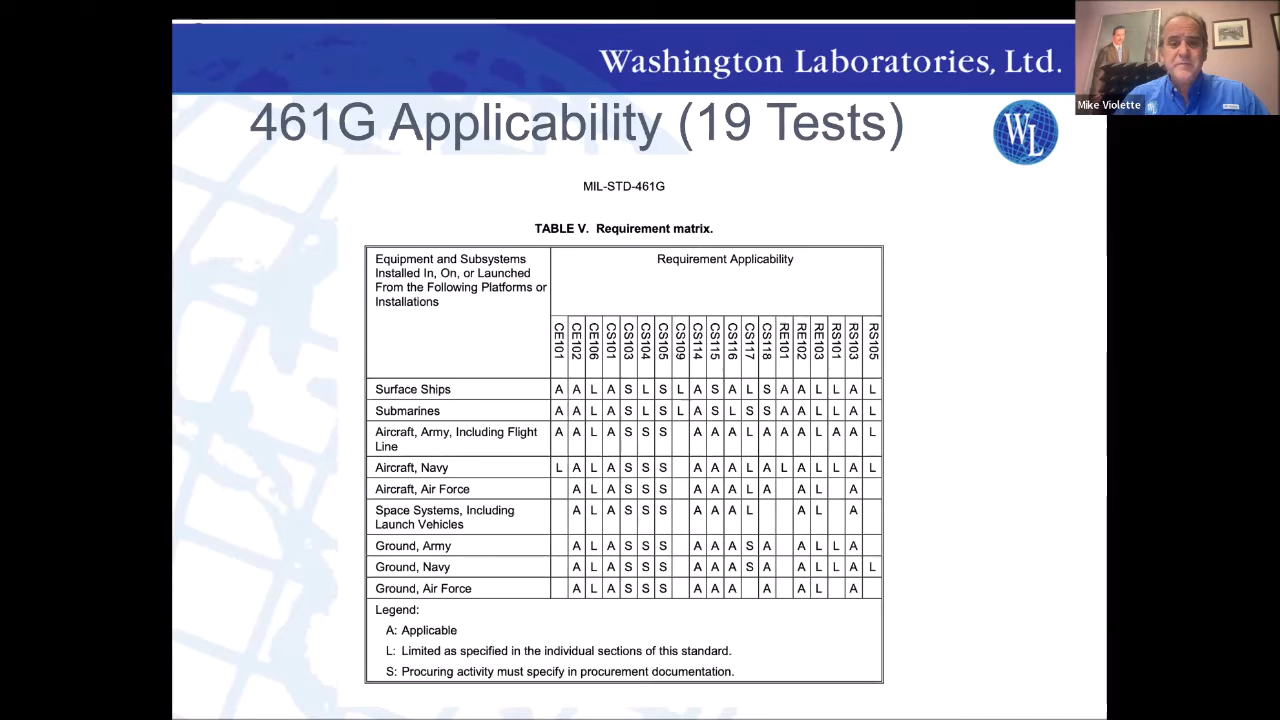 Washington Laboratories, Ltd.
Mike Violette
461G Applicability (19 Tests)
WL
MIL-STD-461G
TABLE V. Requirement matrix.
Equipment and Subsystems
Installed In, On, or Launched
From the Following Platforms or
Installations
Requirement Applicability
CE101 CE102 CE106 CS101 CS103 CS104 CS105 CS109 CS114 CS115 CS116 CS117 CS118 RE101 RE102 RE103 RS101 RS103 RS105
Surface Ships A A L A S L S L A S A L S A A L L A L
Submarines A A L A S L S L A S L S S A A L L A L
Aircraft, Army, Including Flight
Line A A L A S S S A A A L A A A L A A L
Aircraft, Navy L A L A S S S A A A L A L A L L A L
Aircraft, Air Force A L A S S S A A A L A A L A
Space Systems, Including
Launch Vehicles A L A S S S A A A L A L A
Ground, Army A L A S S S A A A S A A L L A
Ground, Navy A L A S S S A A A S A A L L A L
Ground, Air Force A L A S S S A A A A A L A
Legend:
A: Applicable
L: Limited as specified in the individual sections of this standard.
S: Procuring activity must specify in procurement documentation.